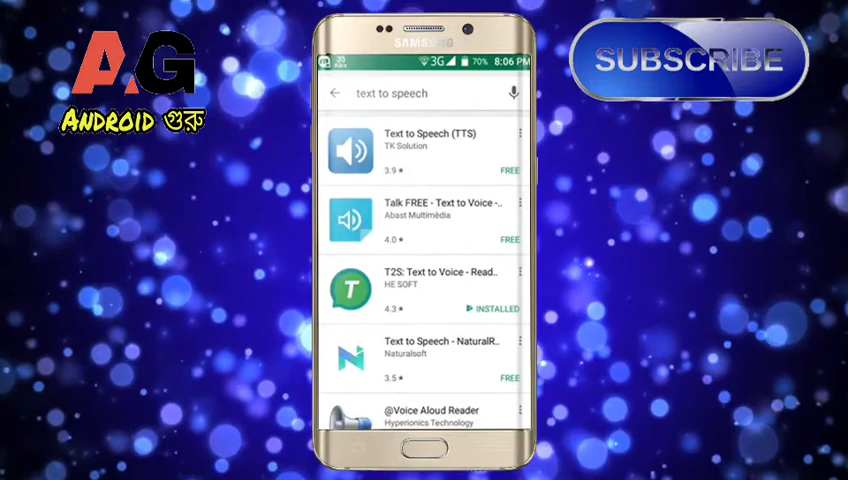 A.G
ANDROID গুরু
SUBSCRIBE
SAMSUNG
35
KB/s
3G
70%
8:06 PM
text to speech
Text to Speech (TTS)
TK Solution
3.9★
FREE
Talk FREE - Text to Voice -..
Abast Multimèdia
4.0★
FREE
T2S: Text to Voice - Read..
HE SOFT
4.3★
INSTALLED
Text to Speech - NaturalR..
Naturalsoft
3.5★
FREE
@Voice Aloud Reader
Hyperionics Technology